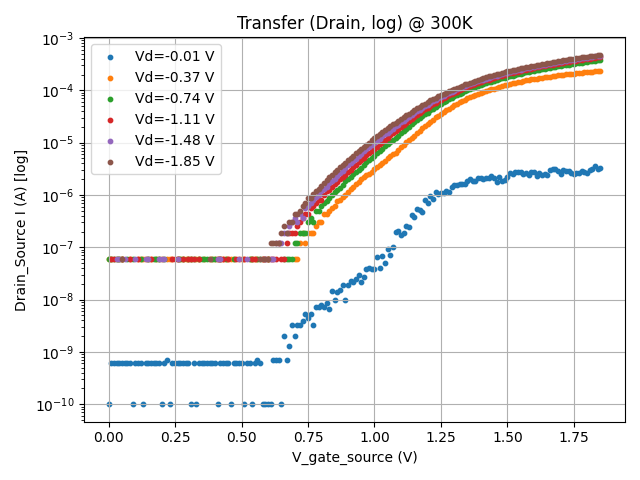 Transfer (Drain, log) @ 300K
Drain_Source I (A) [log]
10⁻³
10⁻⁴
10⁻⁵
10⁻⁶
10⁻⁷
10⁻⁸
10⁻⁹
10⁻¹⁰
Vd=-0.01 V
Vd=-0.37 V
Vd=-0.74 V
Vd=-1.11 V
Vd=-1.48 V
Vd=-1.85 V
0.00 0.25 0.50 0.75 1.00 1.25 1.50 1.75
V_gate_source (V)